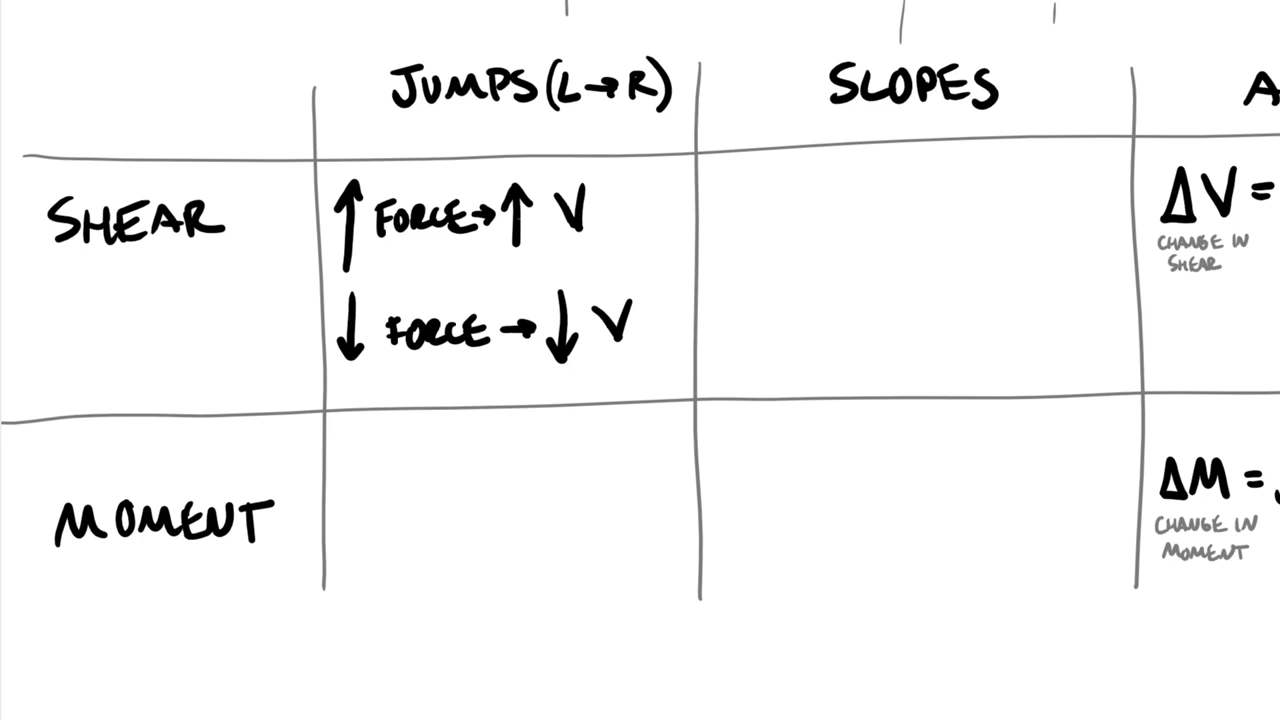 JUMPS (L→R) SLOPES A
SHEAR ↑ FORCE→↑ V ΔV =
CHANGE IN
SHEAR
↓ FORCE → ↓ V
MOMENT ΔM =
CHANGE IN
MOMENT